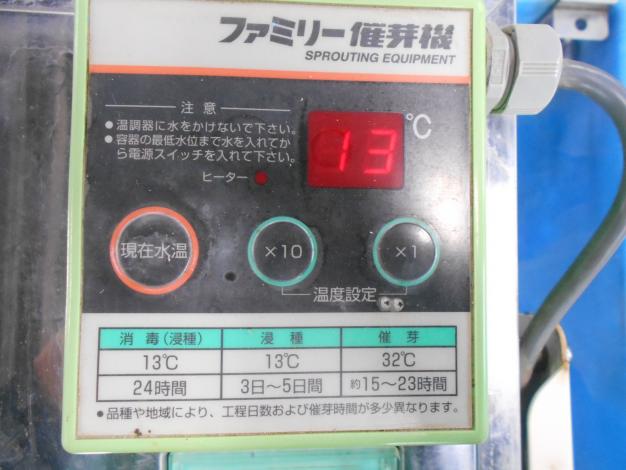 ファミリー催芽機
SPROUTING EQUIPMENT
注意
●温調器に水をかけないで下さい。
●容器の最低水位まで水を入れてか
ら電源スイッチを入れて下さい。
ヒーター
13 ℃
現在水温 ×10 ×1
温度設定
消毒(浸種) 浸種 催芽
13℃ 13℃ 32℃
24時間 3日〜5日間 約15〜23時間
●品種や地域により、工程日数および催芽時間が多少異なります。